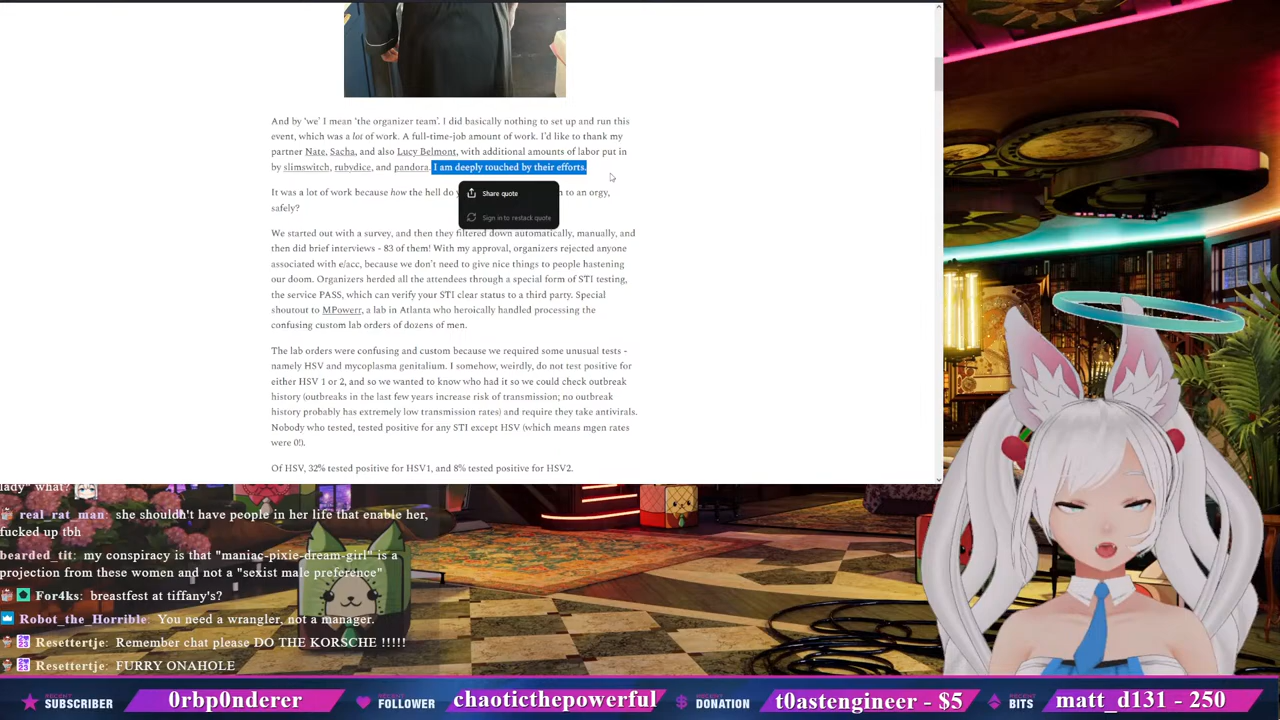 And by 'we' I mean 'the organizer team'. I did basically nothing to set up and run this
event, which was a lot of work. A full-time-job amount of work. I'd like to thank my
partner Nate, Sacha, and also Lucy Belmont, with additional amounts of labor put in
by slimswitch, rubydice, and pandora. I am deeply touched by their efforts.
It was a lot of work because how the hell do y n to an orgy,
safely?
Share quote
Sign in to restack quote
We started out with a survey, and then they filtered down automatically, manually, and
then did brief interviews - 83 of them! With my approval, organizers rejected anyone
associated with e/acc, because we don't need to give nice things to people hastening
our doom. Organizers herded all the attendees through a special form of STI testing,
the service PASS, which can verify your STI clear status to a third party. Special
shoutout to MPowerr, a lab in Atlanta who heroically handled processing the
confusing custom lab orders of dozens of men.
The lab orders were confusing and custom because we required some unusual tests -
namely HSV and mycoplasma genitalium. I somehow, weirdly, do not test positive for
either HSV 1 or 2, and so we wanted to know who had it so we could check outbreak
history (outbreaks in the last few years increase risk of transmission; no outbreak
history probably has extremely low transmission rates) and require they take antivirals.
Nobody who tested, tested positive for any STI except HSV (which means mgen rates
were 0!).
Of HSV, 32% tested positive for HSV1, and 8% tested positive for HSV2.
lady" what?
real_rat_man: she shouldn't have people in her life that enable her,
fucked up tbh
bearded_tit: my conspiracy is that "maniac-pixie-dream-girl" is a
projection from these women and not a "sexist male preference"
For4ks: breastfest at tiffany's?
Robot_the_Horrible: You need a wrangler, not a manager.
Resettertje: Remember chat please DO THE KORSCHE !!!!!
Resettertje: FURRY ONAHOLE
RECENT SUBSCRIBER 0rbp0nderer RECENT FOLLOWER chaoticthepowerful RECENT DONATION t0astengineer - $5 RECENT BITS matt_d131 - 250